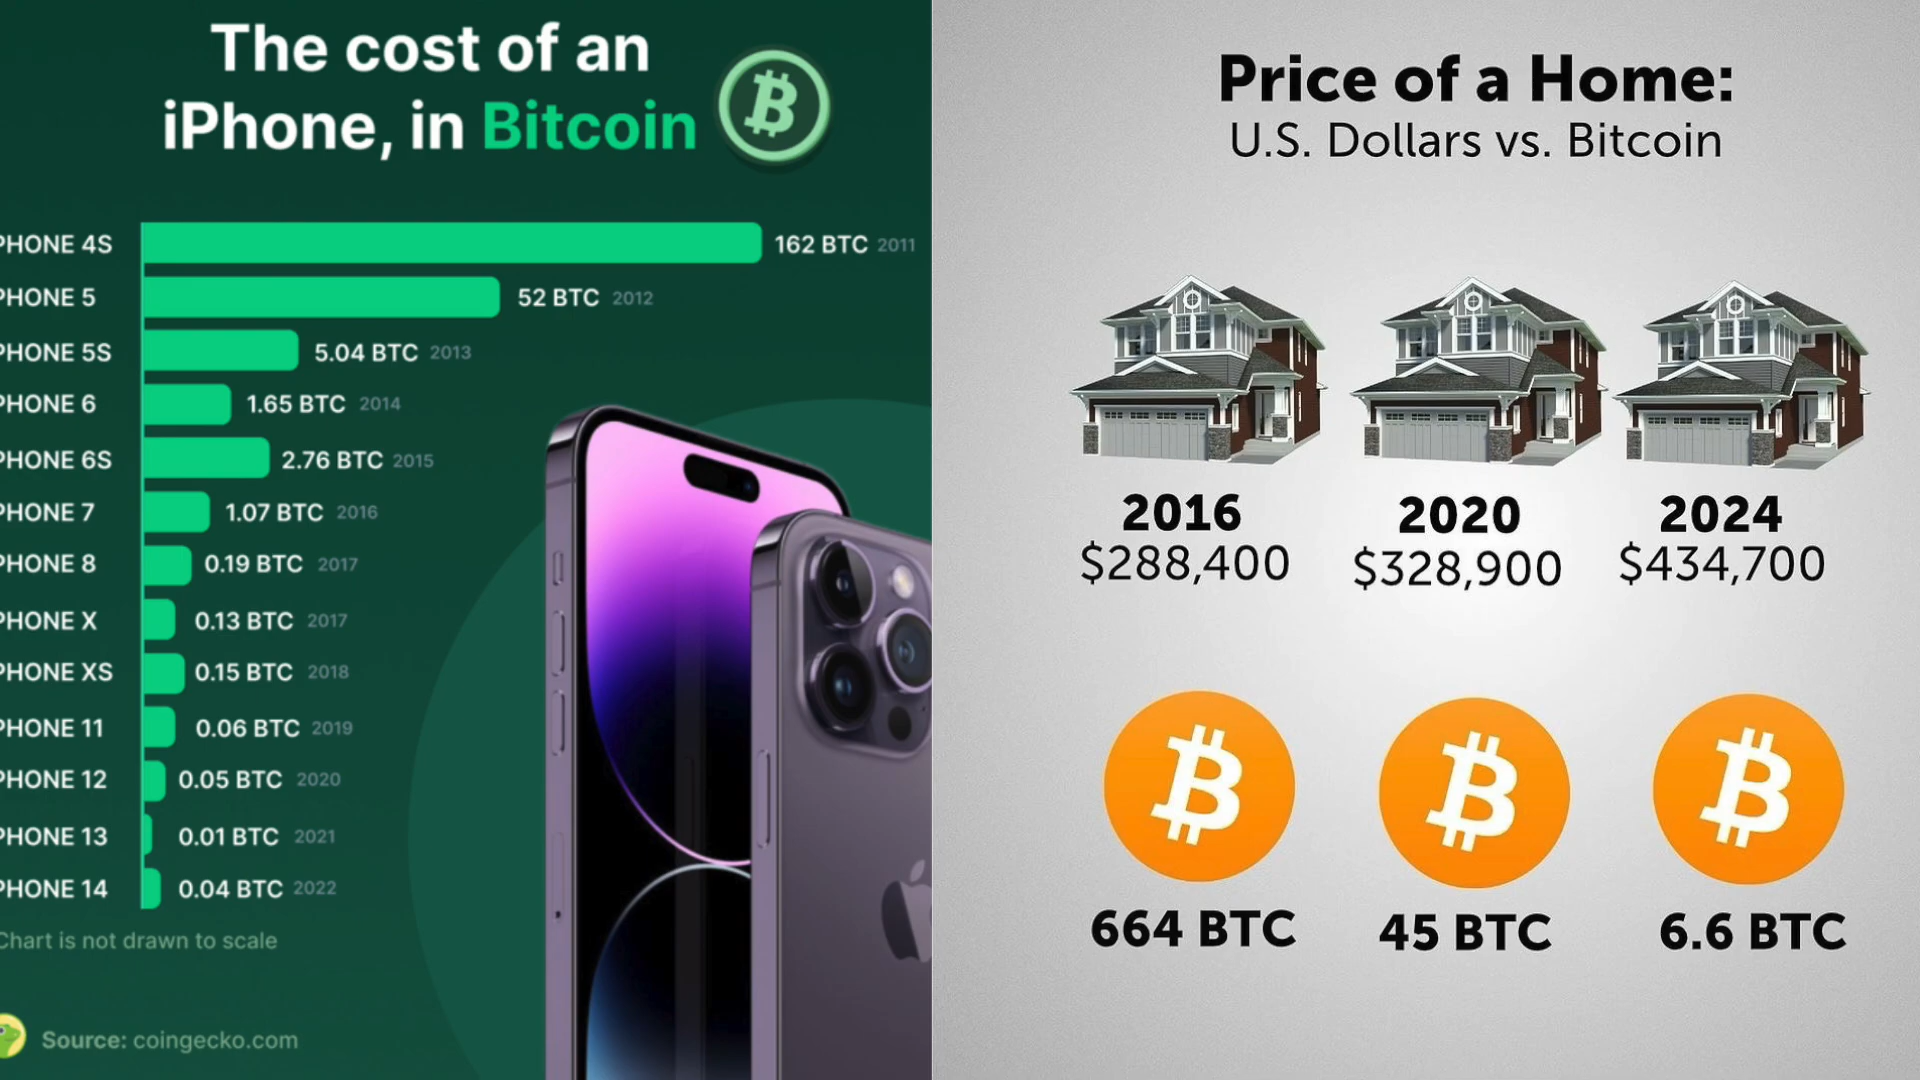 The cost of an
iPhone, in Bitcoin
PHONE 4S 162 BTC 2011
PHONE 5 52 BTC 2012
PHONE 5S 5.04 BTC 2013
PHONE 6 1.65 BTC 2014
PHONE 6S 2.76 BTC 2015
PHONE 7 1.07 BTC 2016
PHONE 8 0.19 BTC 2017
PHONE X 0.13 BTC 2017
PHONE XS 0.15 BTC 2018
PHONE 11 0.06 BTC 2019
PHONE 12 0.05 BTC 2020
PHONE 13 0.01 BTC 2021
PHONE 14 0.04 BTC 2022
Chart is not drawn to scale
Source: coingecko.com
Price of a Home:
U.S. Dollars vs. Bitcoin
2016 2020 2024
$288,400 $328,900 $434,700
664 BTC 45 BTC 6.6 BTC